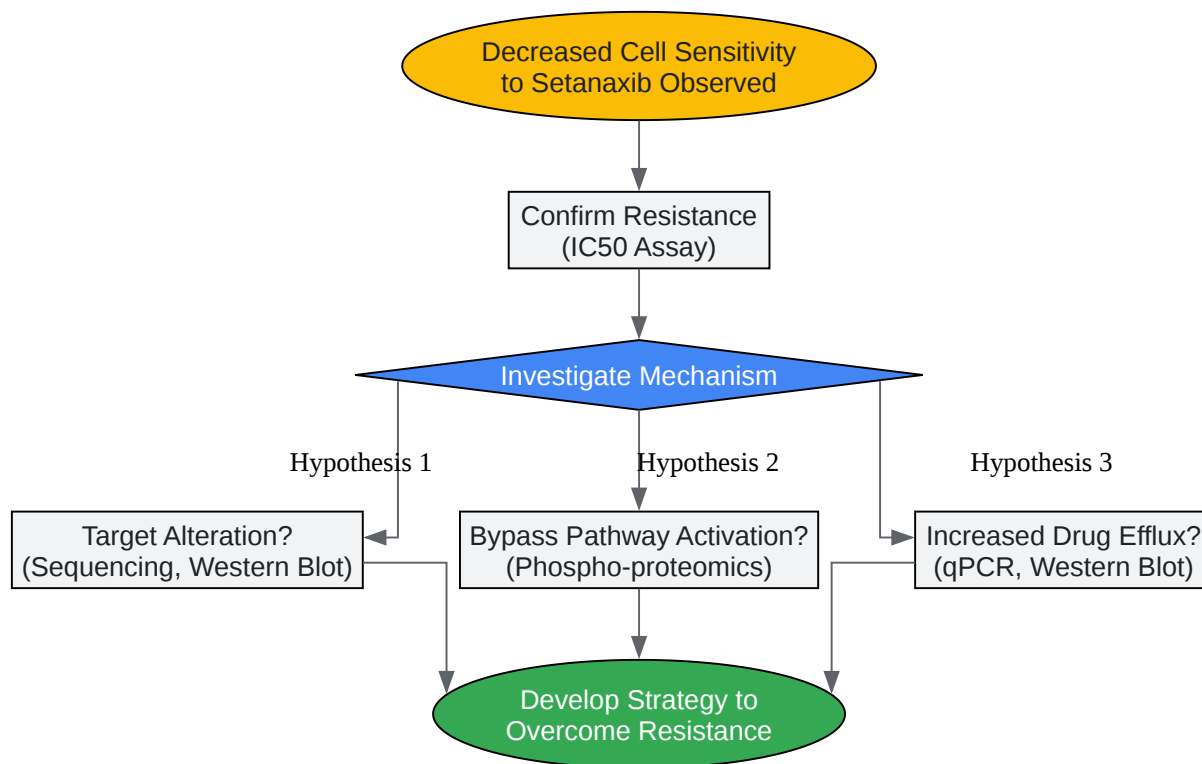 Decreased Cell Sensitivity
to Setanaxib Observed
Confirm Resistance
(IC50 Assay)
Investigate Mechanism
Hypothesis 1
Hypothesis 2
Hypothesis 3
Target Alteration?
(Sequencing, Western Blot)
Bypass Pathway Activation?
(Phospho-proteomics)
Increased Drug Efflux?
(qPCR, Western Blot)
Develop Strategy to
Overcome Resistance